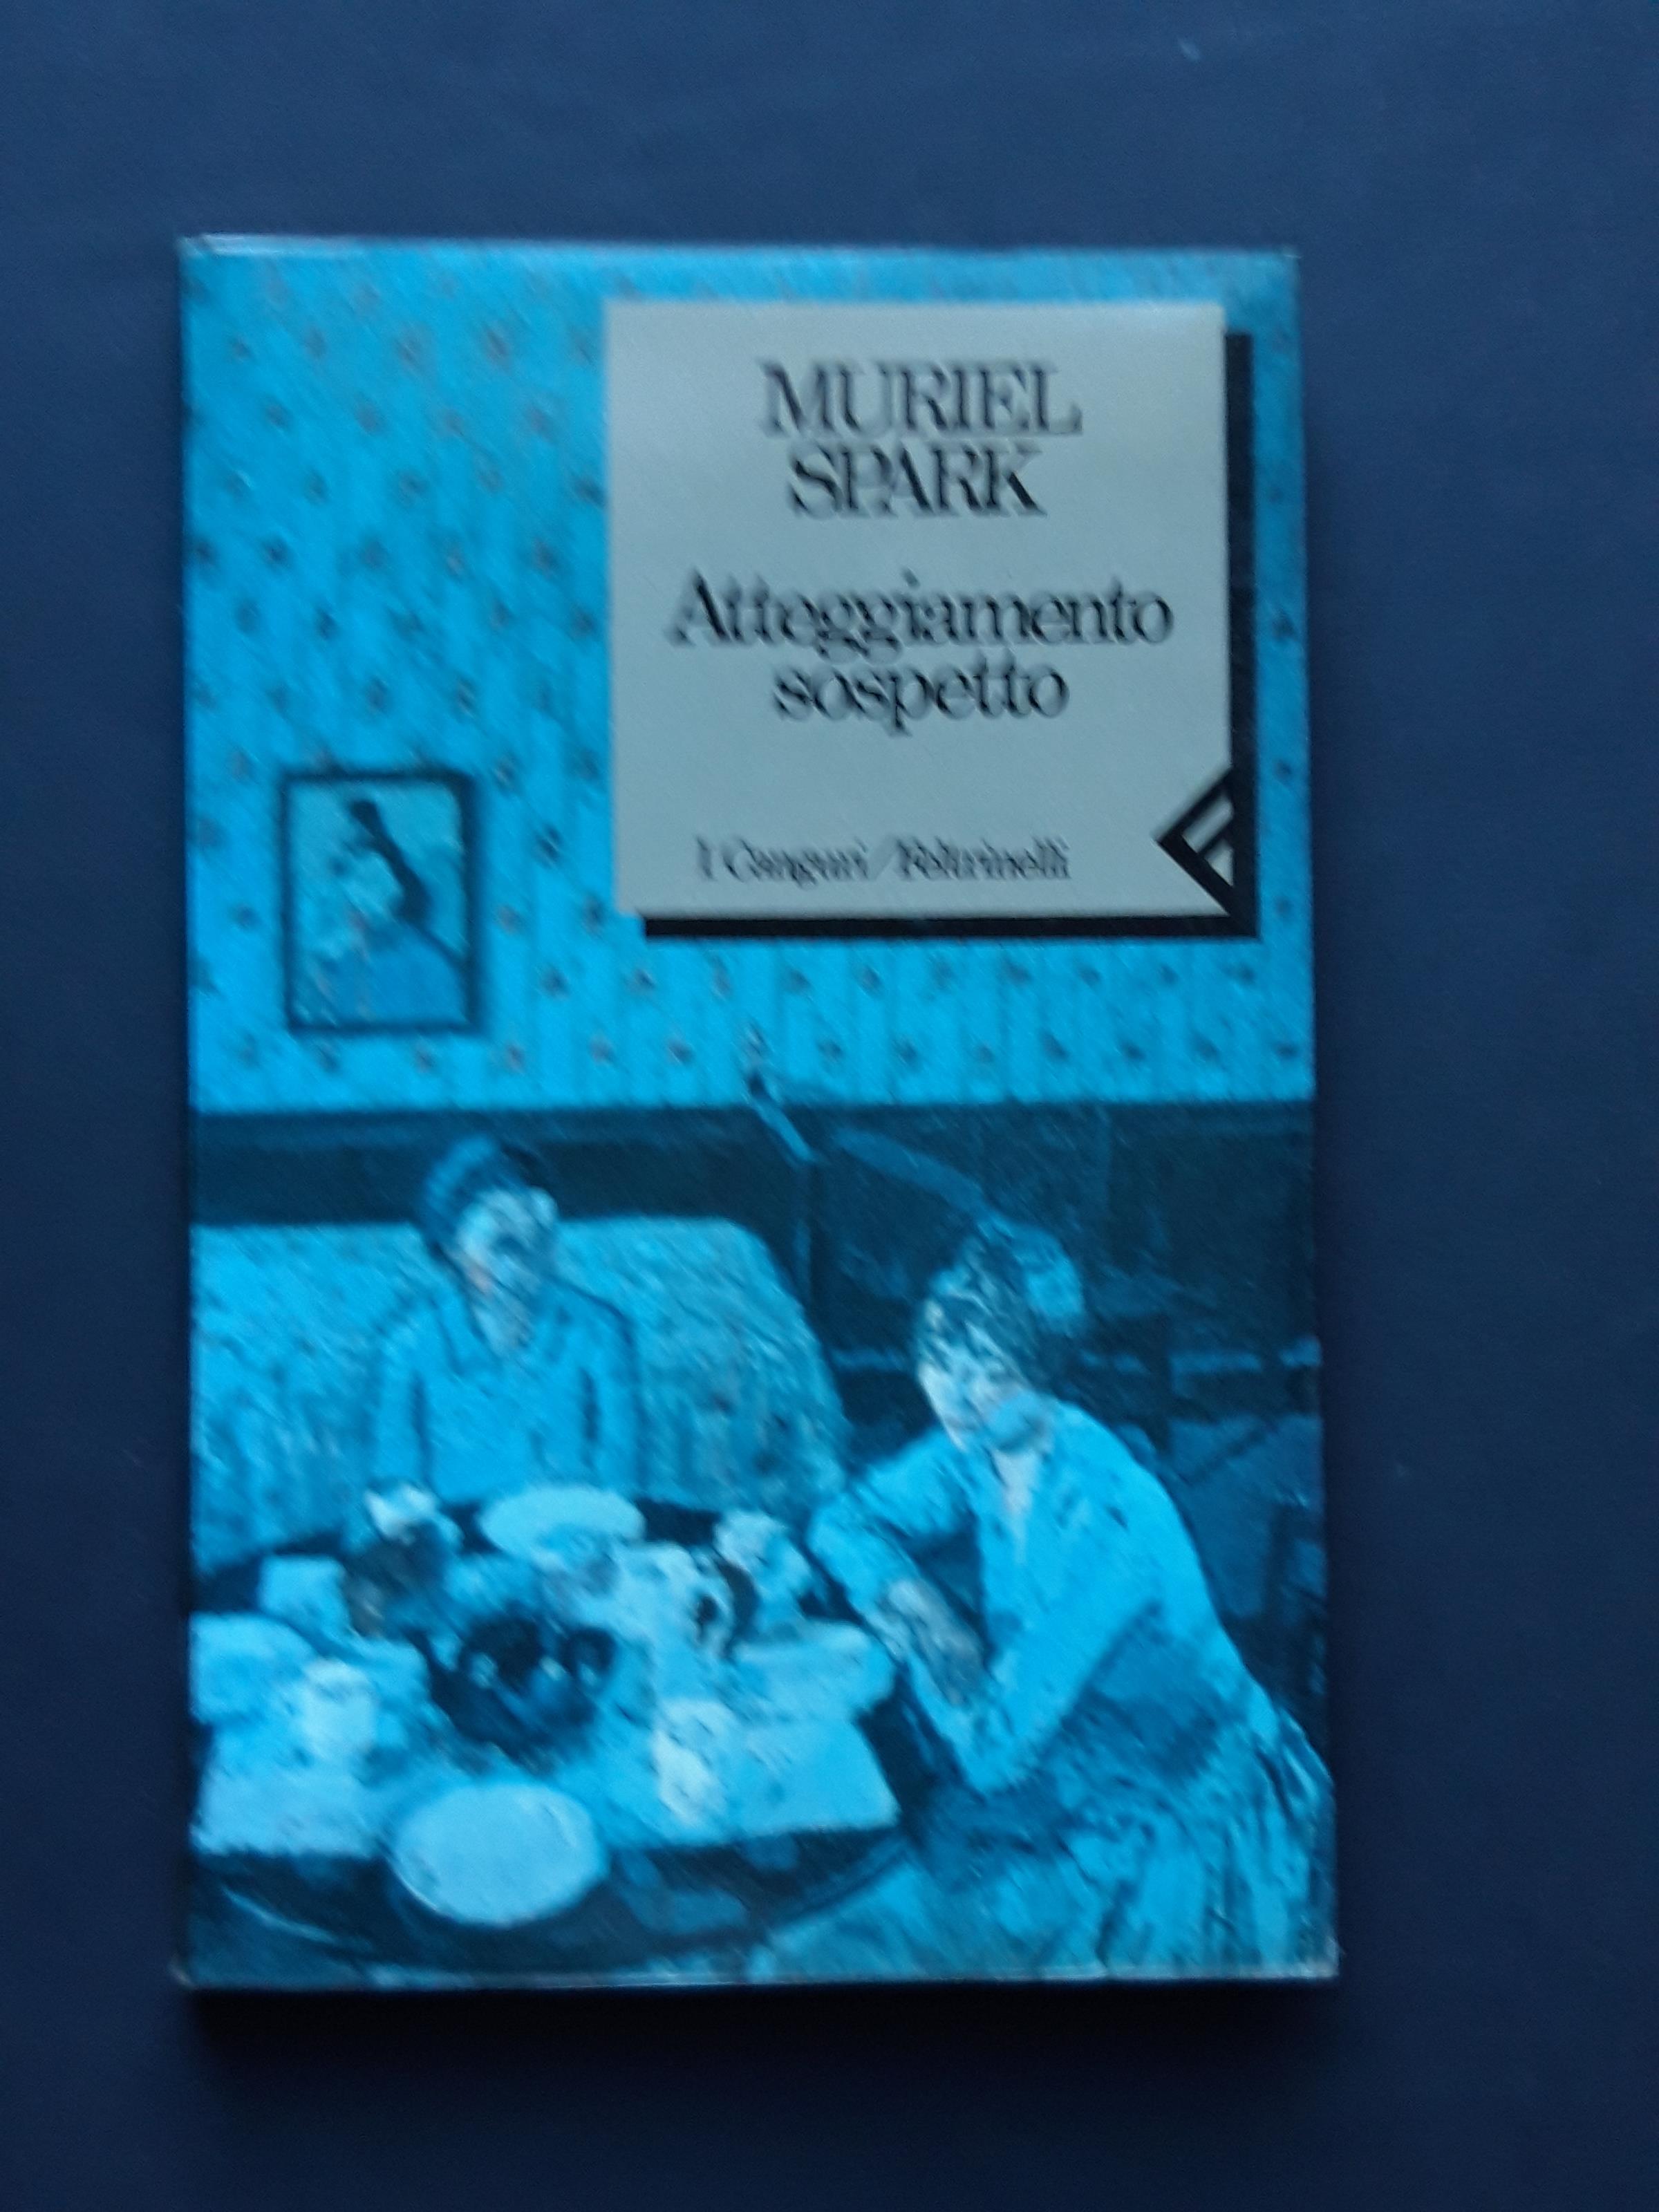 MURIEL
SPARK
Atteggiamento
sospetto
I Canguri/Feltrinelli